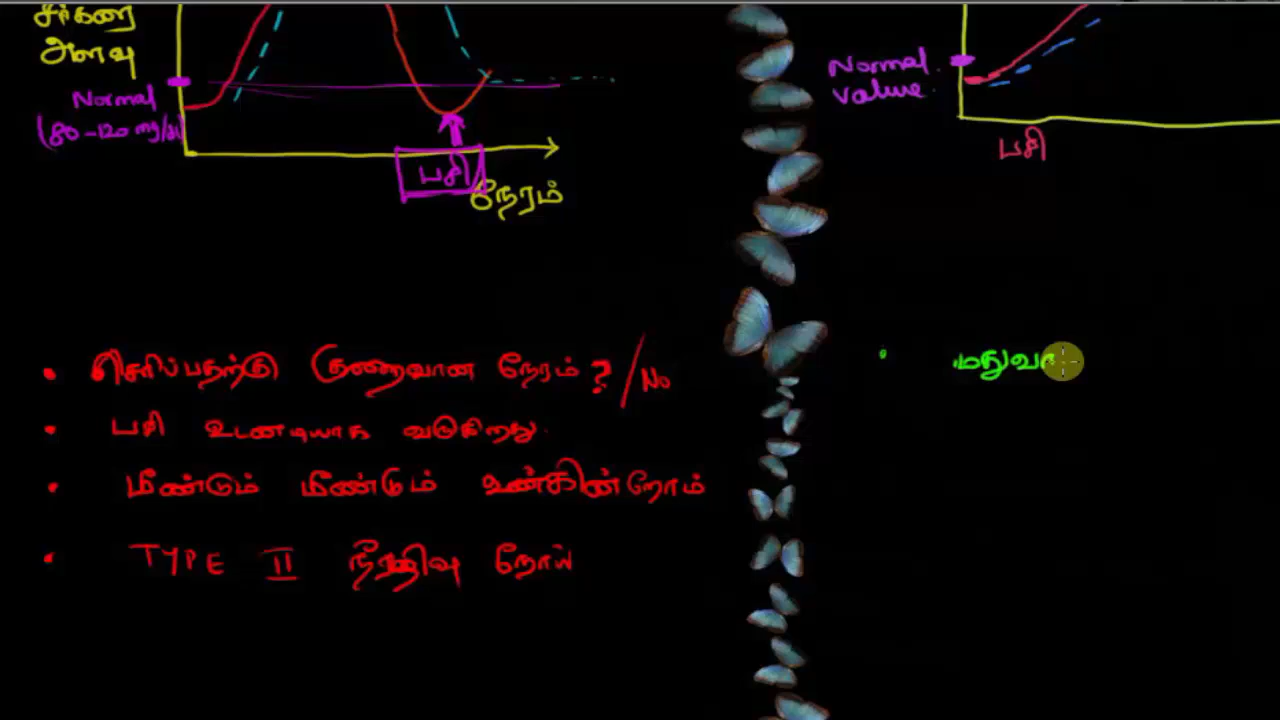 சர்கரை
அளவு
Normal
(80-120 mg/dl)
பசி
நேரம்
Normal
value
பசி
• செரிப்பதற்கு குறைவான நேரம் ? / No
• பசி உடனடியாக வருகிறது.
• மீண்டும் மீண்டும் உண்கின்றோம்
• TYPE II நீரழிவு நோய்
• மதுவா